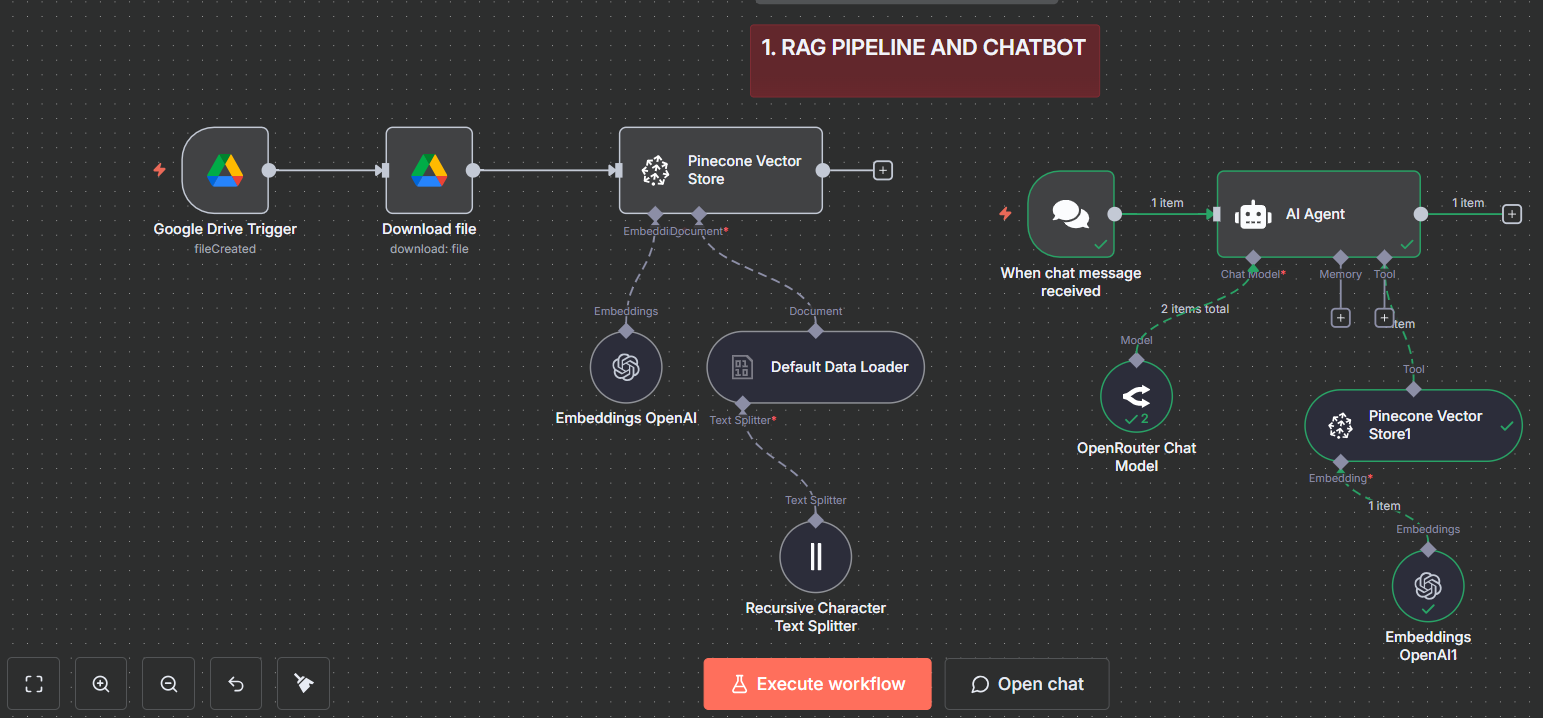 1. RAG PIPELINE AND CHATBOT
Google Drive Trigger
fileCreated
Download file
download: file
Pinecone Vector
Store
Embeddi
Document*
Embeddings
Document
Embeddings OpenAI
Default Data Loader
Text Splitter*
Text Splitter
Recursive Character
Text Splitter
When chat message
received
1 item
AI Agent
1 item
Chat Model*
Memory
Tool
2 items total
item
Model
Tool
OpenRouter Chat
Model
2
Pinecone Vector
Store1
Embedding*
1 item
Embeddings
Embeddings
OpenAI1
Execute workflow
Open chat